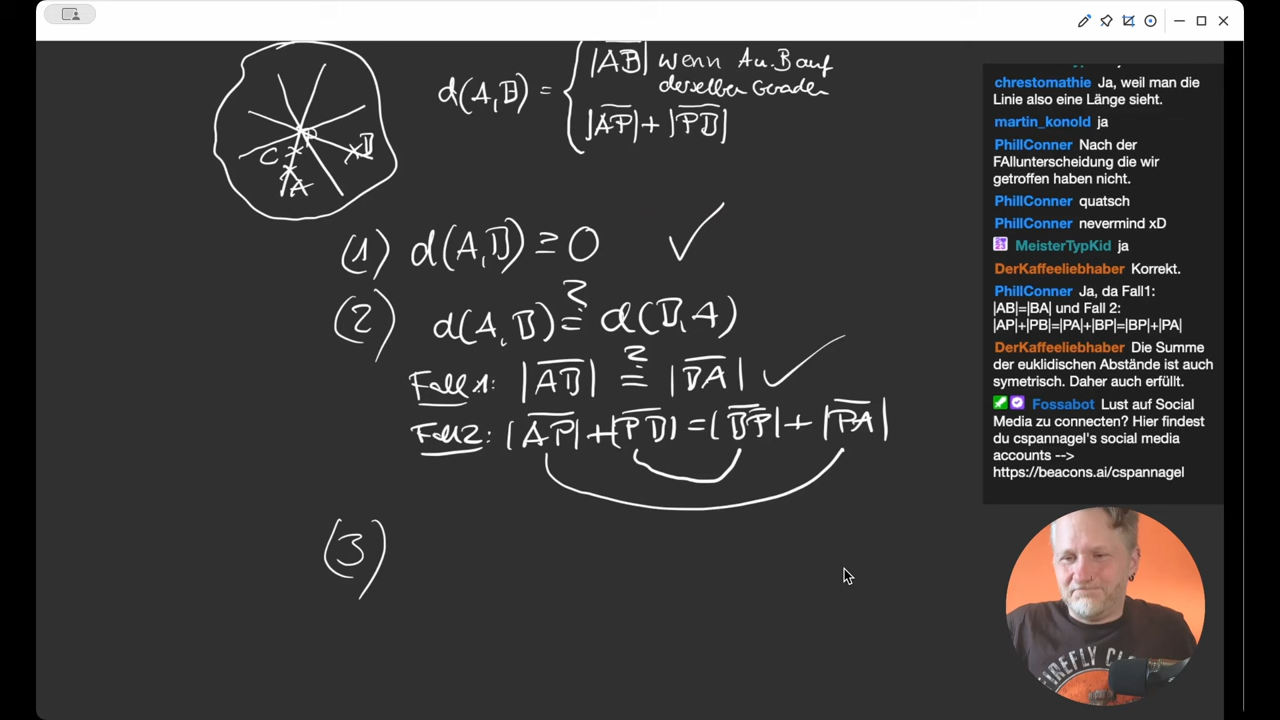 d(A,B) = { |AB| wenn A u. B auf
derselben Geraden
|AP| + |PB|
P
C
B
A
(1) d(A,B) ≥ 0 ✓
(2) d(A,B) ≟ d(B,A)
Fall 1: |AB| ≟ |BA| ✓
Fall 2: |AP| + |PB| = |BP| + |PA|
(3)
chrestomathie Ja, weil man die
Linie also eine Länge sieht.
martin_konold ja
PhillConner Nach der
FAllunterscheidung die wir
getroffen haben nicht.
PhillConner quatsch
PhillConner nevermind xD
MeisterTypKid ja
DerKaffeeliebhaber Korrekt.
PhillConner Ja, da Fall1:
|AB|=|BA| und Fall 2:
|AP|+|PB|=|PA|+|BP|=|BP|+|PA|
DerKaffeeliebhaber Die Summe
der euklidischen Abstände ist auch
symetrisch. Daher auch erfüllt.
Fossabot Lust auf Social
Media zu connecten? Hier findest
du cspannagel's social media
accounts -->
https://beacons.ai/cspannagel